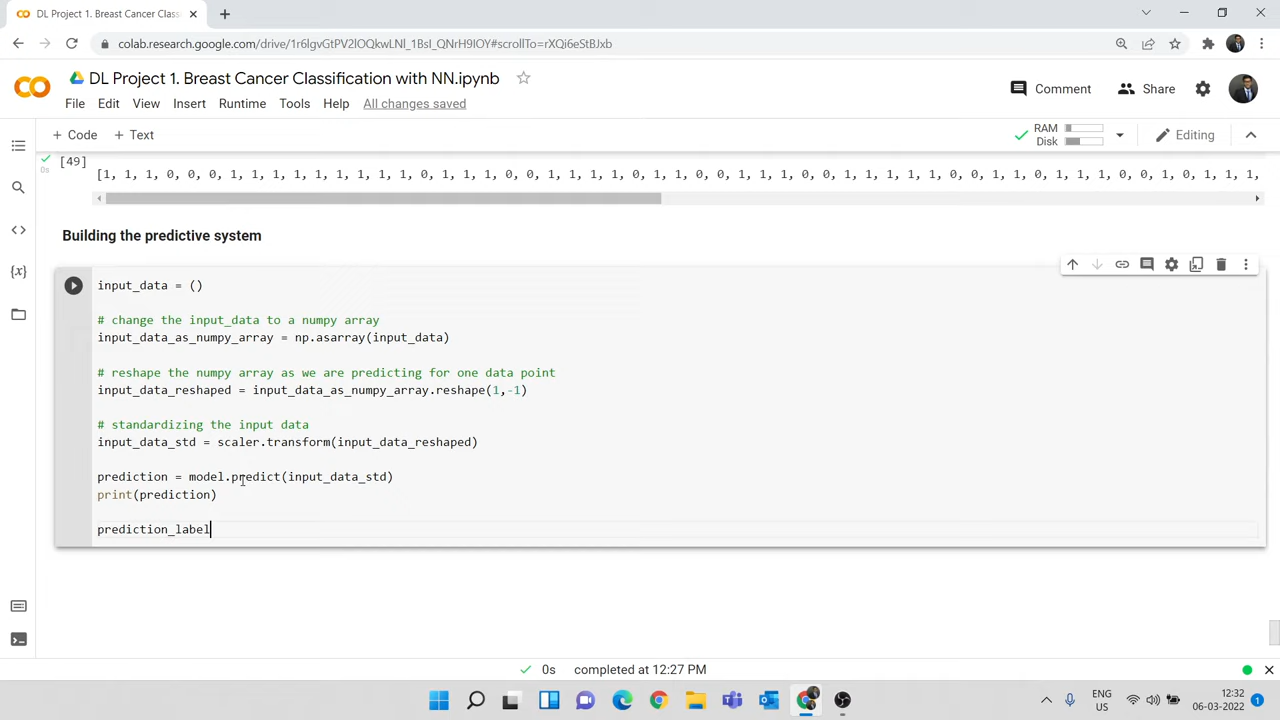 DL Project 1. Breast Cancer Class
colab.research.google.com/drive/1r6lgvGtPV2lOQkwLNl_1BsI_QNrH9IOY#scrollTo=rXQi6eStBJxb
DL Project 1. Breast Cancer Classification with NN.ipynb
Comment
Share
File Edit View Insert Runtime Tools Help All changes saved
+ Code + Text
RAM
Disk
Editing
[49]
0s
[1, 1, 1, 0, 0, 0, 1, 1, 1, 1, 1, 1, 1, 1, 1, 0, 1, 1, 1, 0, 0, 1, 1, 1, 1, 0, 1, 1, 0, 0, 1, 1, 1, 0, 0, 1, 1, 1, 1, 0, 1, 1, 0, 1, 1, 1, 0, 0, 1, 0, 1, 1, 1, 1,
Building the predictive system
input_data = ()
# change the input_data to a numpy array
input_data_as_numpy_array = np.asarray(input_data)
# reshape the numpy array as we are predicting for one data point
input_data_reshaped = input_data_as_numpy_array.reshape(1,-1)
# standardizing the input data
input_data_std = scaler.transform(input_data_reshaped)
prediction = model.predict(input_data_std)
print(prediction)
prediction_label
0s completed at 12:27 PM
ENG
US
12:32
06-03-2022
1